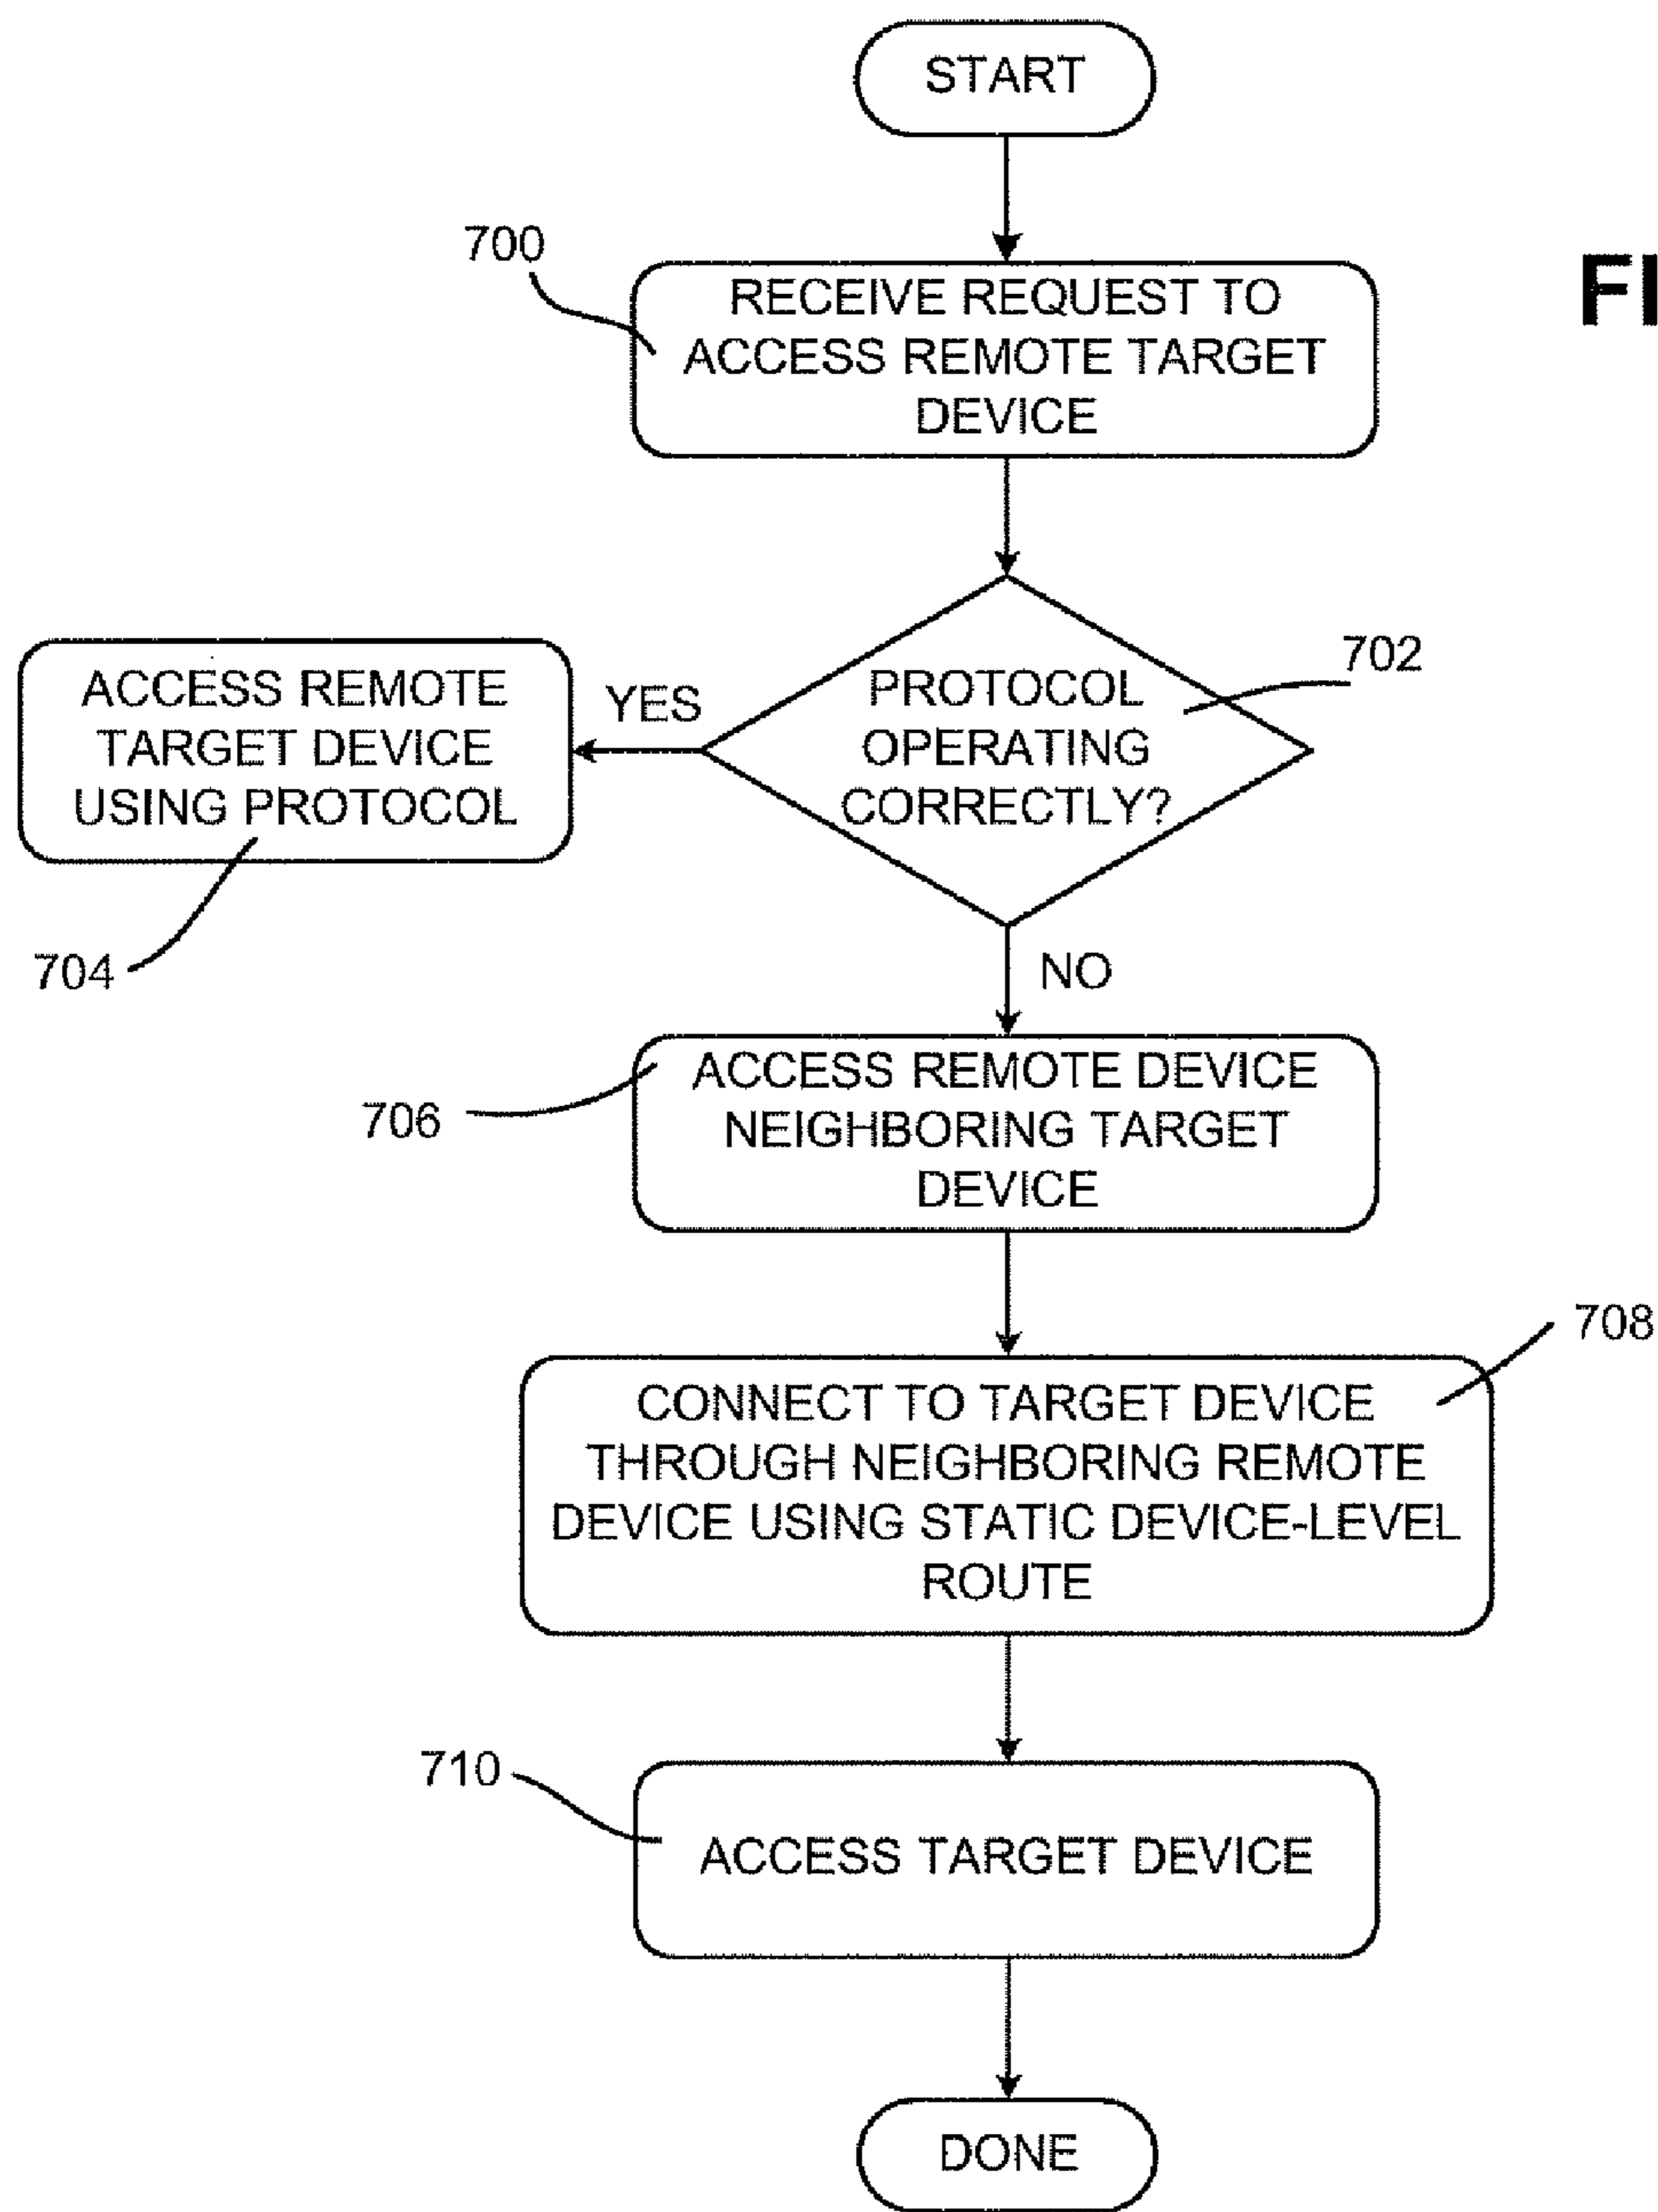 START
700
FI
RECEIVE REQUEST TO
ACCESS REMOTE TARGET
DEVICE
702
PROTOCOL
OPERATING
CORRECTLY?
YES
ACCESS REMOTE
TARGET DEVICE
USING PROTOCOL
704
NO
706
ACCESS REMOTE DEVICE
NEIGHBORING TARGET
DEVICE
708
CONNECT TO TARGET DEVICE
THROUGH NEIGHBORING REMOTE
DEVICE USING STATIC DEVICE-LEVEL
ROUTE
710
ACCESS TARGET DEVICE
DONE